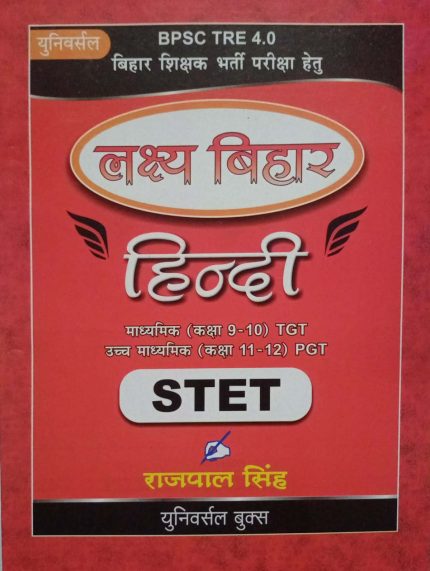 युनिवर्सल
BPSC TRE 4.0
बिहार शिक्षक भर्ती परीक्षा हेतु
लक्ष्य बिहार
हिन्दी
माध्यमिक (कक्षा 9-10) TGT
उच्च माध्यमिक (कक्षा 11-12) PGT
STET
राजपाल सिंह
युनिवर्सल बुक्स